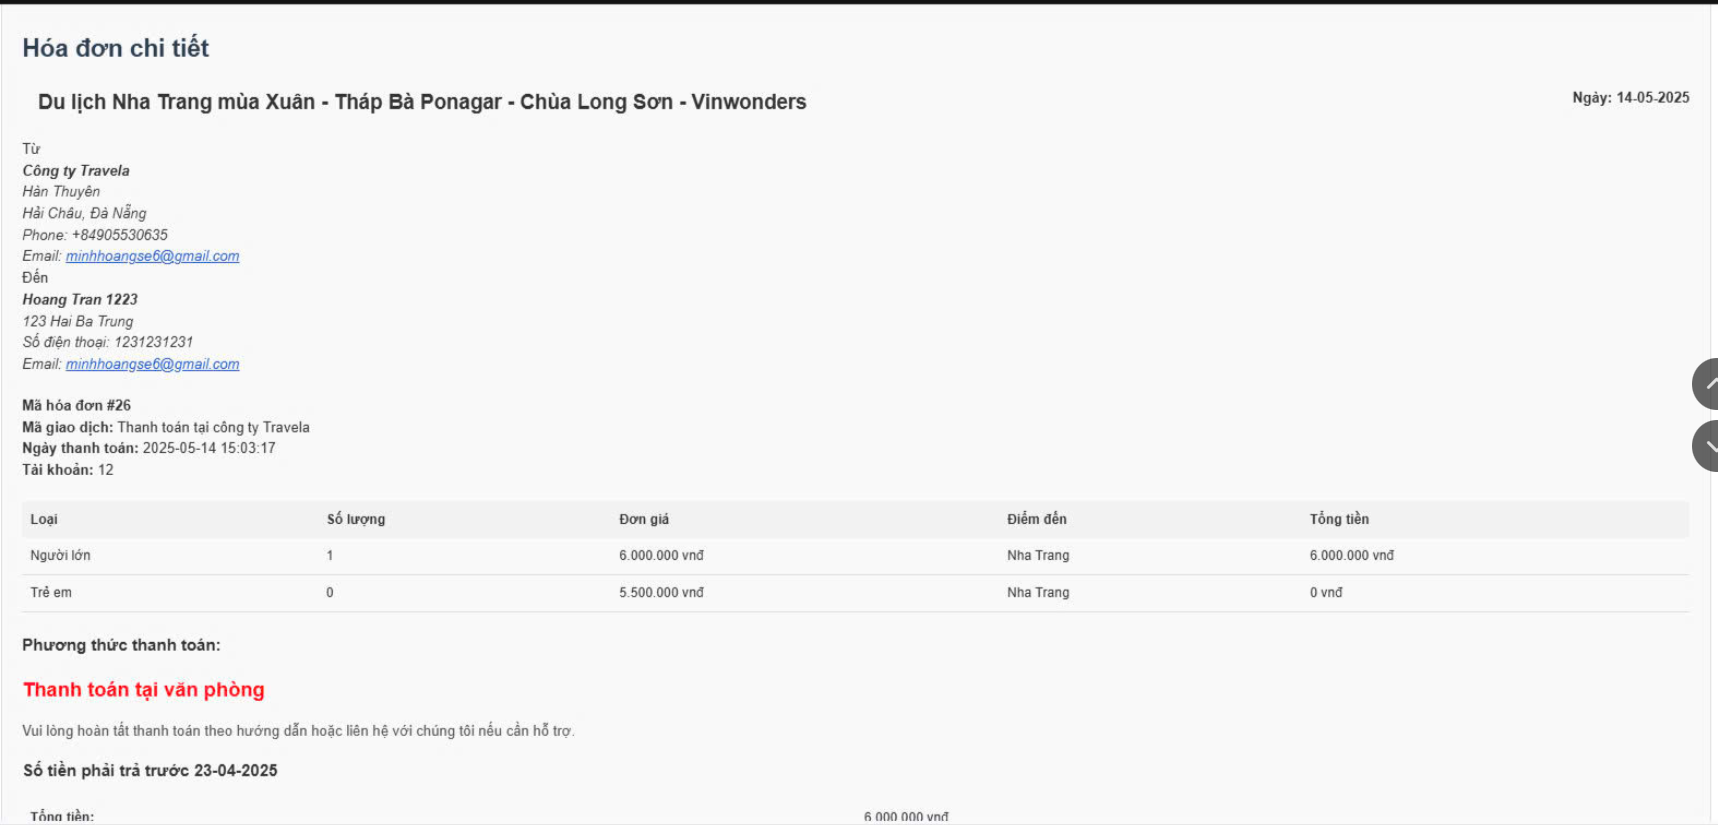 Hóa đơn chi tiết
Du lịch Nha Trang mùa Xuân - Tháp Bà Ponagar - Chùa Long Sơn - Vinwonders
Ngày: 14-05-2025
Từ
Công ty Travela
Hàn Thuyên
Hải Châu, Đà Nẵng
Phone: +84905530635
Email: minhhoangse6@gmail.com
Đến
Hoang Tran 1223
123 Hai Ba Trung
Số điện thoại: 1231231231
Email: minhhoangse6@gmail.com
Mã hóa đơn #26
Mã giao dịch: Thanh toán tại công ty Travela
Ngày thanh toán: 2025-05-14 15:03:17
Tài khoản: 12
Loại Số lượng Đơn giá Điểm đến Tổng tiền
Người lớn 1 6.000.000 vnđ Nha Trang 6.000.000 vnđ
Trẻ em 0 5.500.000 vnđ Nha Trang 0 vnđ
Phương thức thanh toán:
Thanh toán tại văn phòng
Vui lòng hoàn tất thanh toán theo hướng dẫn hoặc liên hệ với chúng tôi nếu cần hỗ trợ.
Số tiền phải trả trước 23-04-2025
Tổng tiền: 6.000.000 vnđ